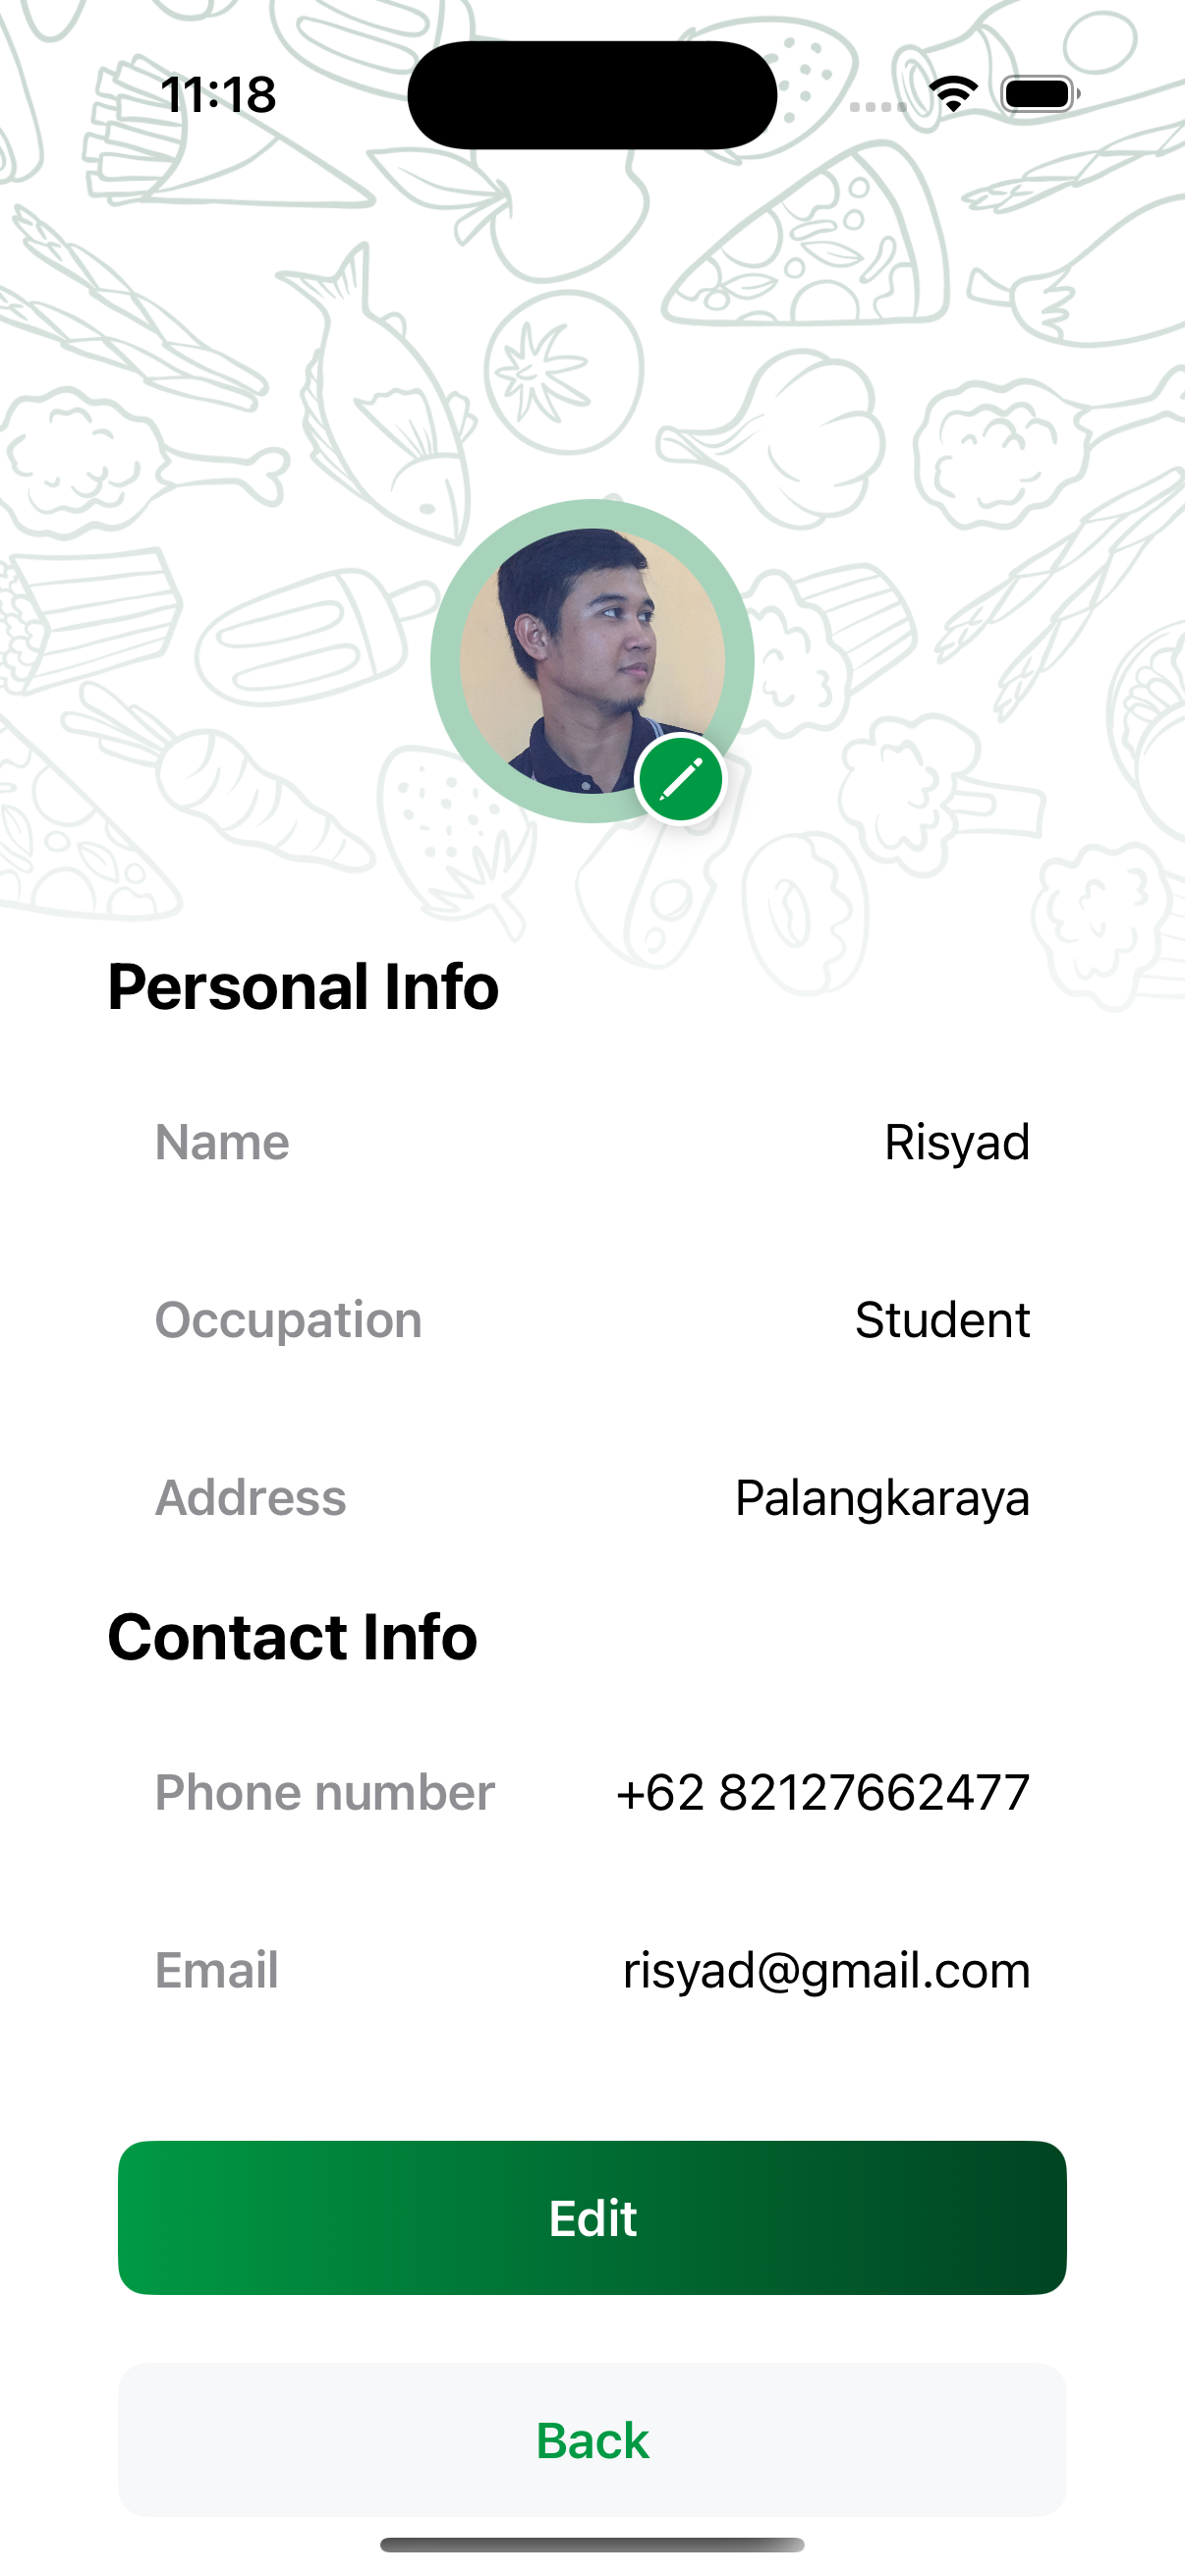 11:18
Personal Info
Name Risyad
Occupation Student
Address Palangkaraya
Contact Info
Phone number +62 82127662477
Email risyad@gmail.com
Edit
Back